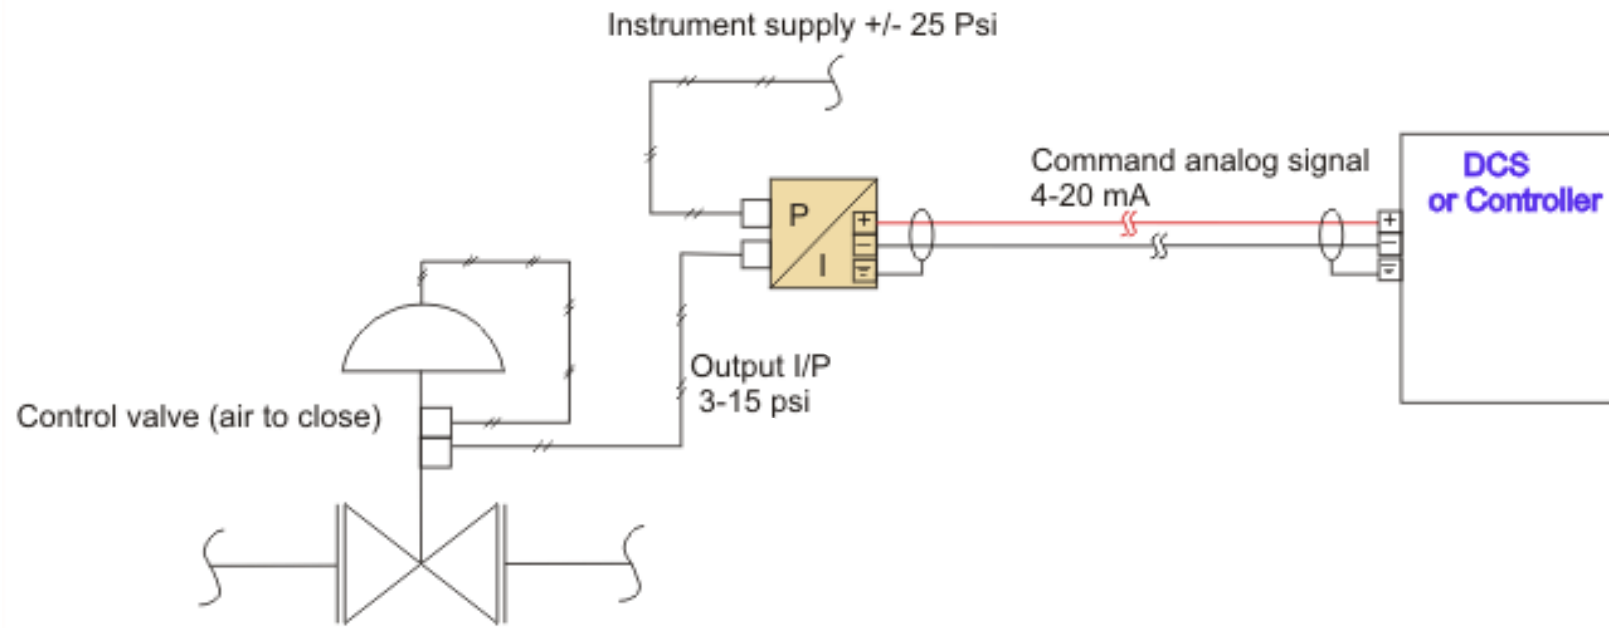 Instrument supply +/- 25 Psi
Command analog signal
4-20 mA
DCS
or Controller
P
I
+
−
+
−
Output I/P
3-15 psi
Control valve (air to close)